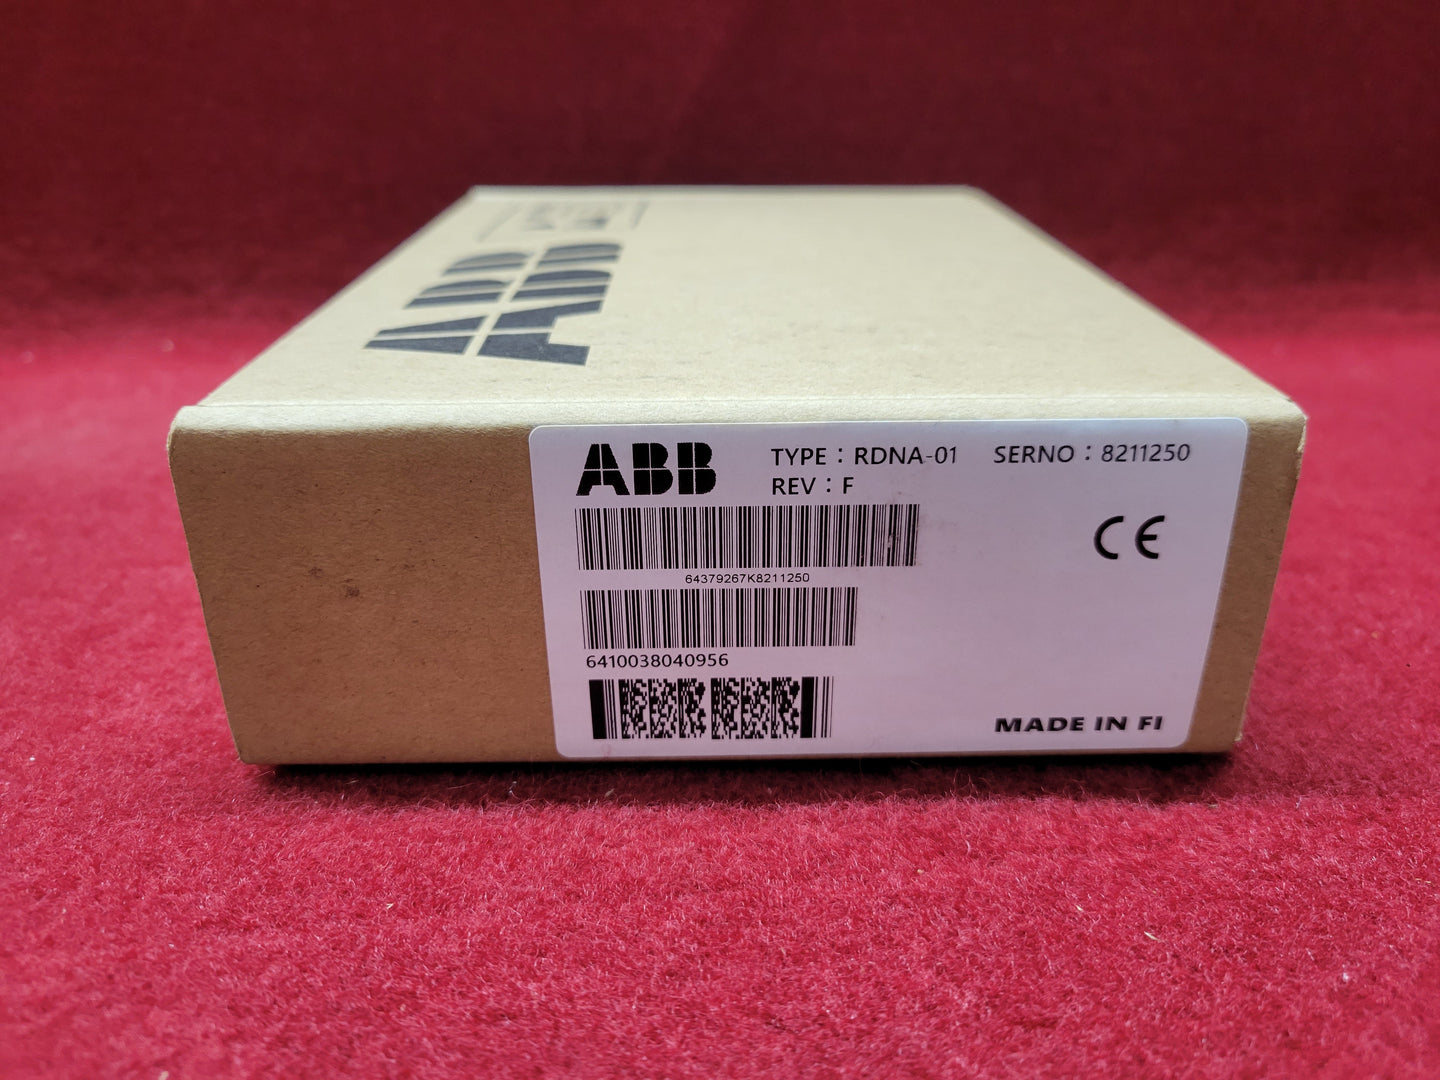 ABB
ABB TYPE : RDNA-01 SERNO : 8211250
REV : F
CE
64379267K8211250
6410038040956
MADE IN FI